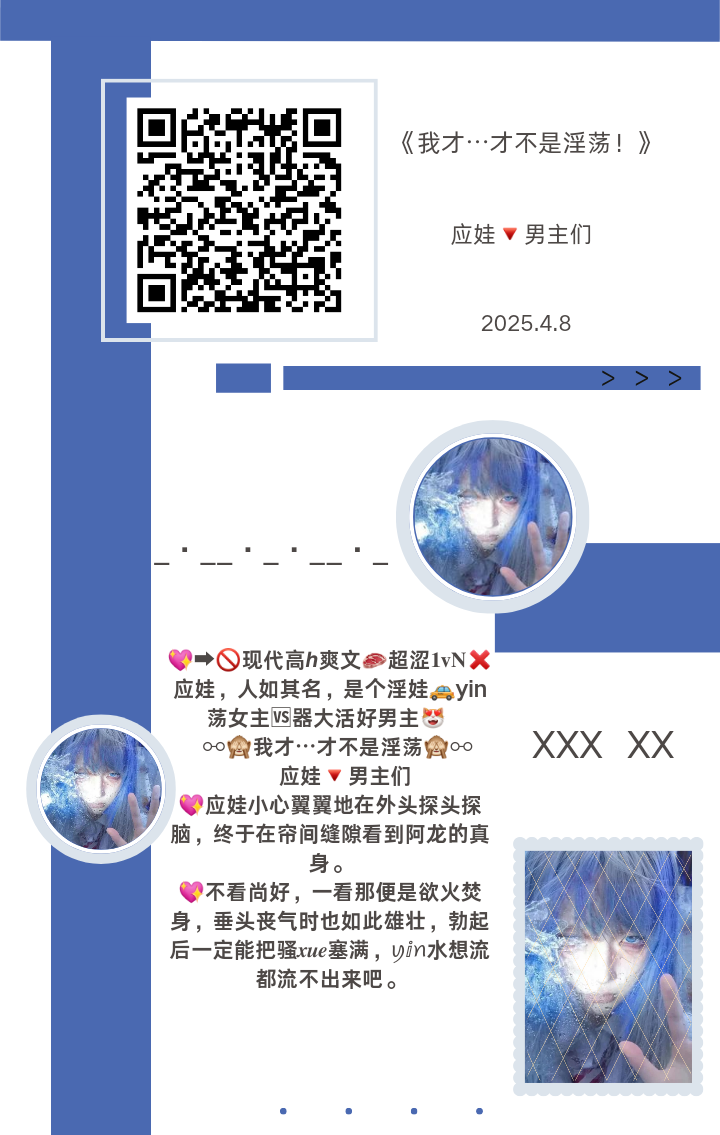 《我才…才不是淫荡！》
应娃🔻男主们
2025.4.8
> > >
_ · __ · _ · __ · _
💖➡🚫现代高h爽文🥩超涩1vN❌
应娃，人如其名，是个淫娃🚕yin
荡女主🆚器大活好男主😻
⚯🙈我才…才不是淫荡🙈⚯
应娃🔻男主们
💖应娃小心翼翼地在外头探头探
脑，终于在帘间缝隙看到阿龙的真
身。
💖不看尚好，一看那便是欲火焚
身，垂头丧气时也如此雄壮，勃起
后一定能把骚xue塞满，yin水想流
都流不出来吧。
XXX XX